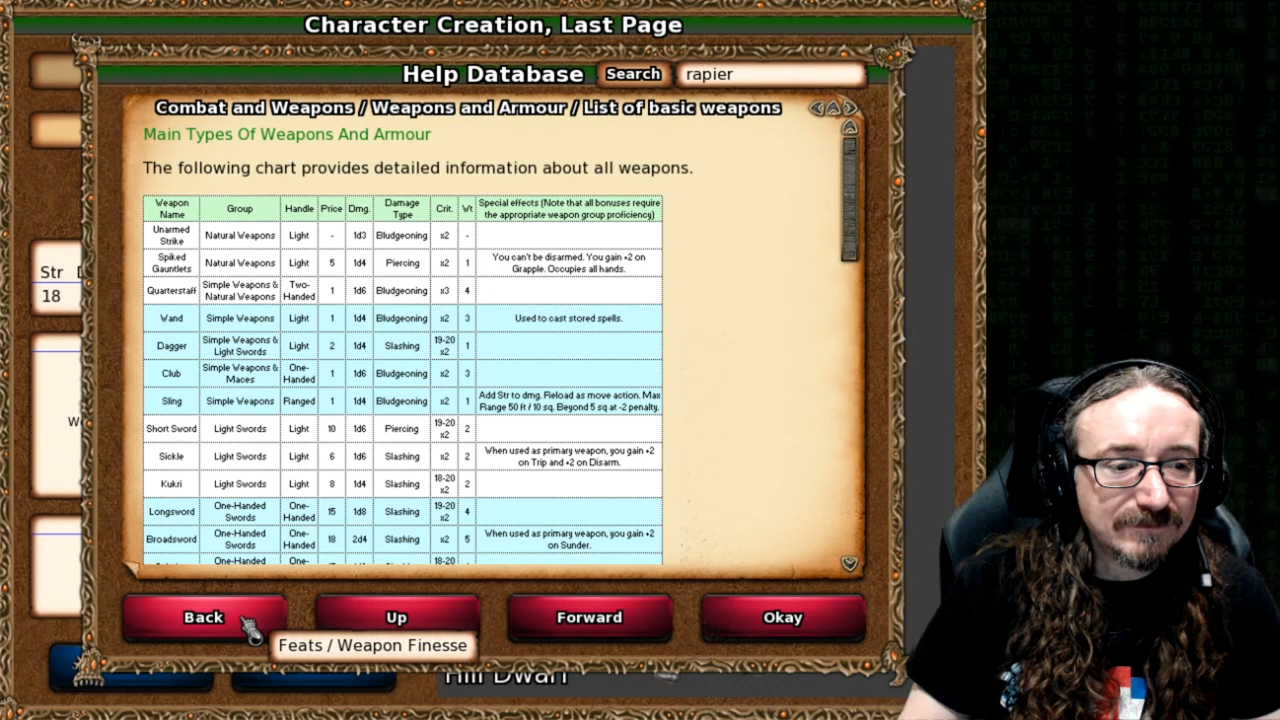 Character Creation, Last Page
Help Database Search rapier
Combat and Weapons / Weapons and Armour / List of basic weapons
Main Types Of Weapons And Armour
The following chart provides detailed information about all weapons.
Weapon Name Group Handle Price Dmg. Damage Type Crit. Wt Special effects (Note that all bonuses require the appropriate weapon group proficiency)
Unarmed Strike Natural Weapons Light - 1d3 Bludgeoning x2 -
Spiked Gauntlets Natural Weapons Light 5 1d4 Piercing x2 1 You can't be disarmed. You gain +2 on Grapple. Occupies all hands.
Quarterstaff Simple Weapons & Natural Weapons Two-Handed 1 1d6 Bludgeoning x3 4
Wand Simple Weapons Light 1 1d4 Bludgeoning x2 3 Used to cast stored spells.
Dagger Simple Weapons & Light Swords Light 2 1d4 Slashing 19-20 x2 1
Club Simple Weapons & Maces One-Handed 1 1d6 Bludgeoning x2 3
Sling Simple Weapons Ranged 1 1d4 Bludgeoning x2 1 Add Str to dmg. Reload as move action. Max Range 50 ft / 10 sq. Beyond 5 sq at -2 penalty.
Short Sword Light Swords Light 10 1d6 Piercing 19-20 x2 2
Sickle Light Swords Light 6 1d6 Slashing x2 2 When used as primary weapon, you gain +2 on Trip and +2 on Disarm.
Kukri Light Swords Light 8 1d4 Slashing 18-20 x2 2
Longsword One-Handed Swords One-Handed 15 1d8 Slashing 19-20 x2 4
Broadsword One-Handed Swords One-Handed 18 2d4 Slashing x2 5 When used as primary weapon, you gain +2 on Sunder.
One-Handed One- 18-20
Str
18
Back Up Forward Okay
Feats / Weapon Finesse
Hill Dwarf